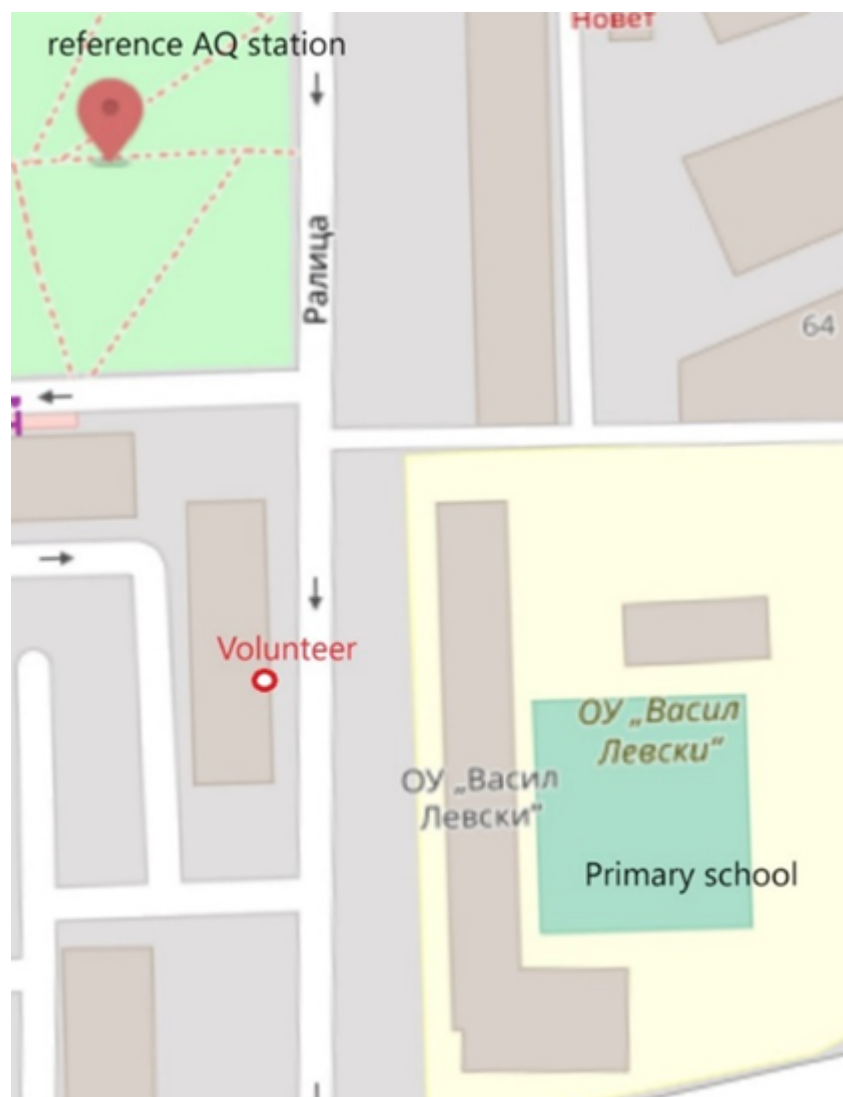 Новет
reference AQ station
Ралица
64
Volunteer
ОУ „Васил
Левски“
ОУ „Васил
Левски“
Primary school